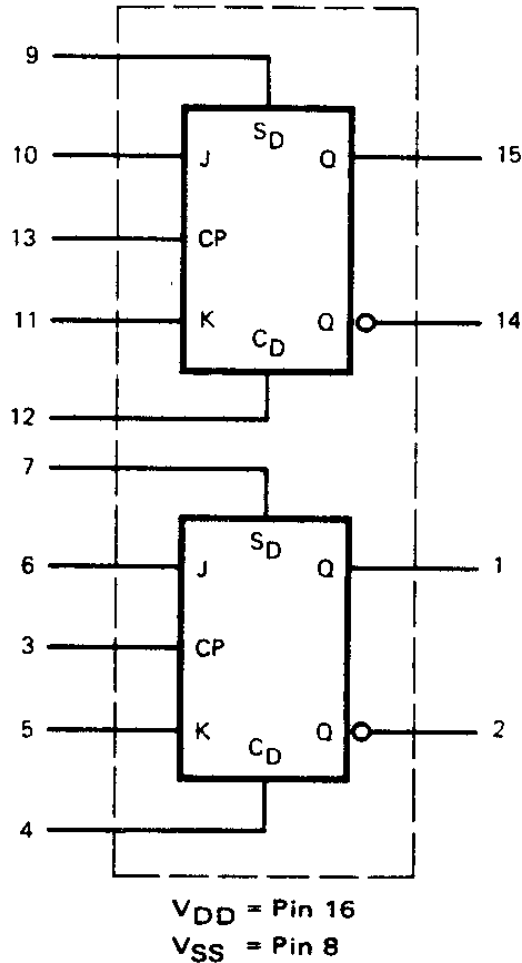 9
S_D
10 J Q 15
13 CP
11 K Q 14
C_D
12
7
S_D
6 J Q 1
3 CP
5 K Q 2
C_D
4
V_DD = Pin 16
V_SS = Pin 8